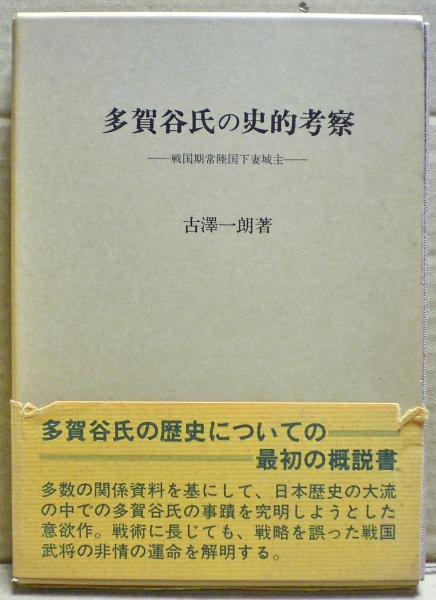 多賀谷氏の史的考察
――戦国期常陸国下妻城主――
古澤一朗著
多賀谷氏の歴史についての――
――最初の概説書
多数の関係資料を基にして、日本歴史の大流
の中での多賀谷氏の事蹟を究明しようとした
意欲作。戦術に長じても、戦略を誤った戦国
武将の非情の運命を解明する。